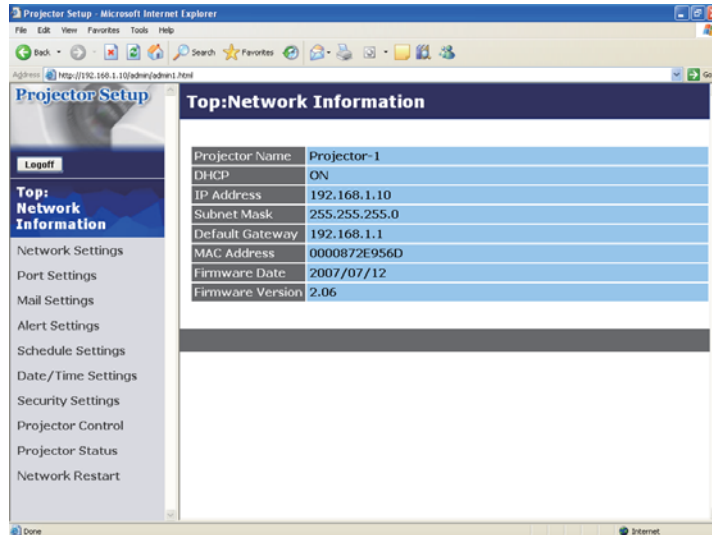 Projector Setup - Microsoft Internet Explorer
File Edit View Favorites Tools Help
Back Search Favorites
Address http://192.168.1.10/admin/admin1.html Go
Projector Setup
Logoff
Top:
Network
Information
Network Settings
Port Settings
Mail Settings
Alert Settings
Schedule Settings
Date/Time Settings
Security Settings
Projector Control
Projector Status
Network Restart
Top:Network Information
Projector Name Projector-1
DHCP ON
IP Address 192.168.1.10
Subnet Mask 255.255.255.0
Default Gateway 192.168.1.1
MAC Address 0000872E956D
Firmware Date 2007/07/12
Firmware Version 2.06
Done Internet